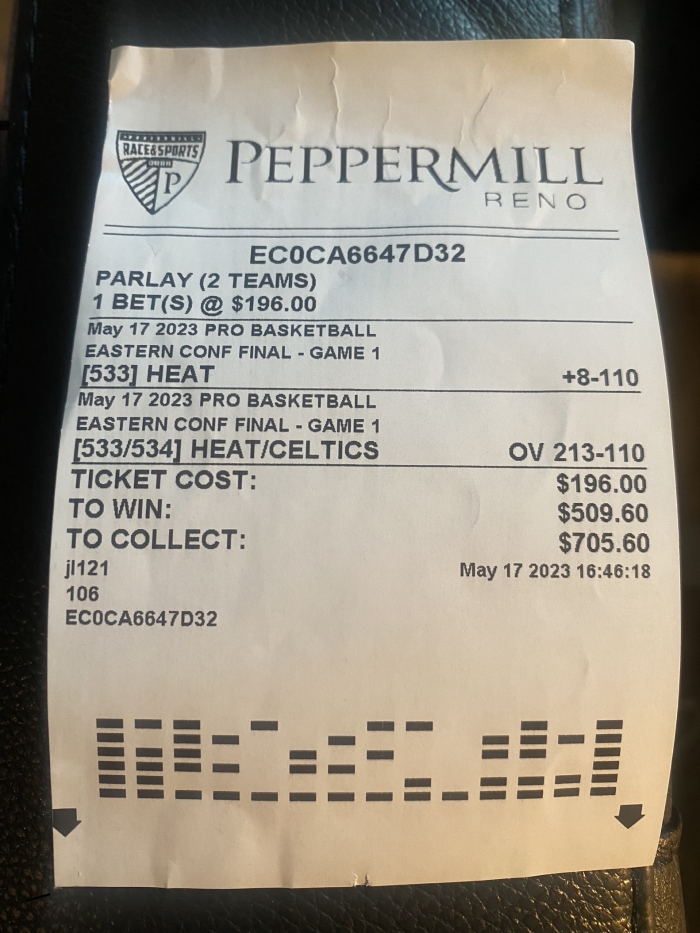 RACE&SPORTS
P
PEPPERMILL
RENO
EC0CA6647D32
PARLAY (2 TEAMS)
1 BET(S) @ $196.00
May 17 2023 PRO BASKETBALL
EASTERN CONF FINAL - GAME 1
[533] HEAT +8-110
May 17 2023 PRO BASKETBALL
EASTERN CONF FINAL - GAME 1
[533/534] HEAT/CELTICS OV 213-110
TICKET COST: $196.00
TO WIN: $509.60
TO COLLECT: $705.60
jl121 May 17 2023 16:46:18
106
EC0CA6647D32